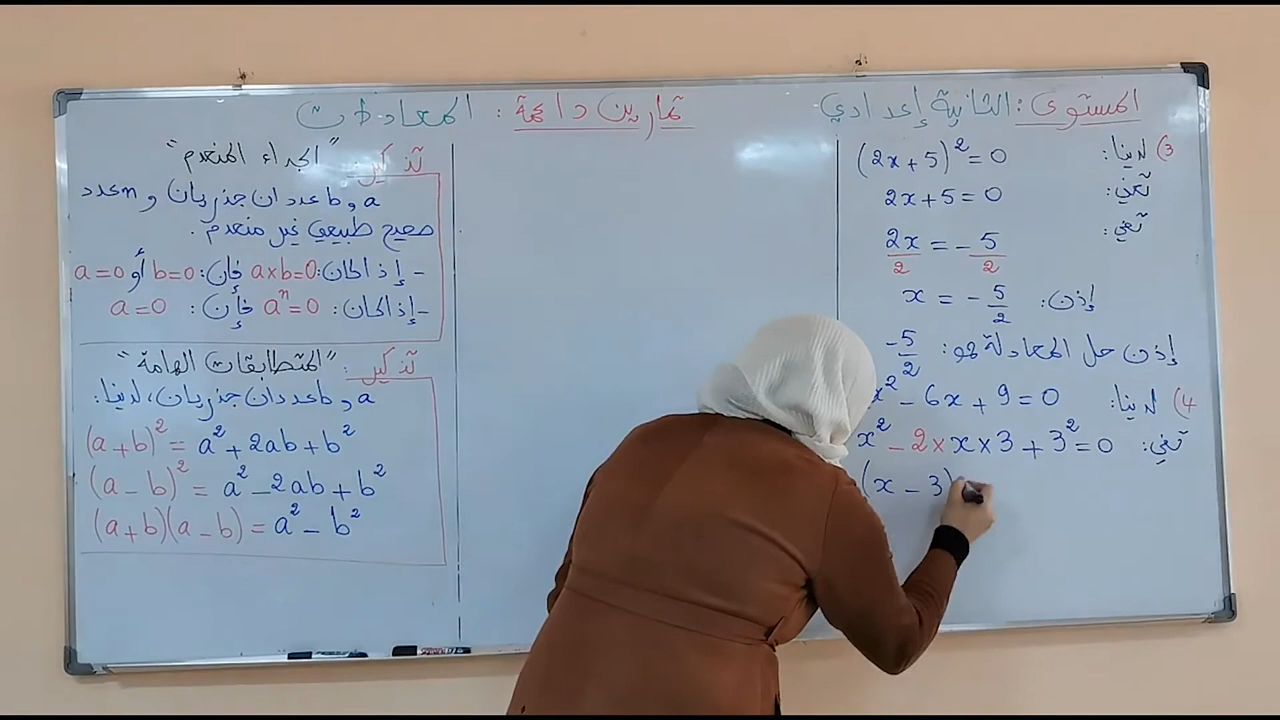 المستوى: الثانية إعدادي
تمارين داعمة: المعادلات
3) لدينا: (2x+5)² = 0
تعني: 2x+5 = 0
تعني: 2x/2 = -5/2
إذن: x = -5/2
إذن حل المعادلة هو: -5/2
4) لدينا: x² - 6x + 9 = 0
تعني: x² - 2×x×3 + 3² = 0
(x - 3)
تذكير: "الجداء المنعدم"
a و b عددان جذريان و n عدد
صحيح طبيعي غير منعدم.
- إذا كان: a×b=0 فإن: b=0 أو a=0
- إذا كان: aⁿ=0 فإن: a=0
تذكير: "المتطابقات الهامة"
a و b عددان جذريان، لدينا:
(a+b)² = a² + 2ab + b²
(a-b)² = a² - 2ab + b²
(a+b)(a-b) = a² - b²